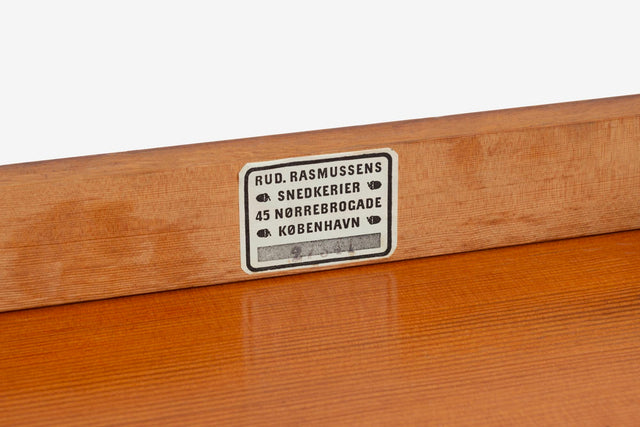 RUD. RASMUSSENS
SNEDKERIER
45 NØRREBROGADE
KØBENHAVN